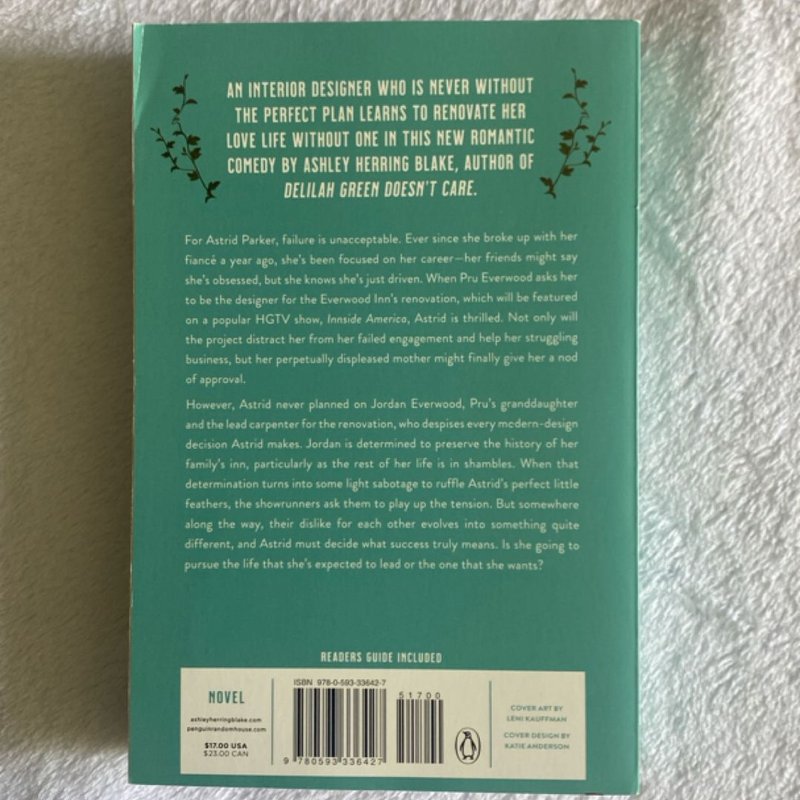 AN INTERIOR DESIGNER WHO IS NEVER WITHOUT
THE PERFECT PLAN LEARNS TO RENOVATE HER
LOVE LIFE WITHOUT ONE IN THIS NEW ROMANTIC
COMEDY BY ASHLEY HERRING BLAKE, AUTHOR OF
DELILAH GREEN DOESN'T CARE.
For Astrid Parker, failure is unacceptable. Ever since she broke up with her
fiancé a year ago, she's been focused on her career—her friends might say
she's obsessed, but she knows she's just driven. When Pru Everwood asks her
to be the designer for the Everwood Inn's renovation, which will be featured
on a popular HGTV show, Innside America, Astrid is thrilled. Not only will
the project distract her from her failed engagement and help her struggling
business, but her perpetually displeased mother might finally give her a nod
of approval.
However, Astrid never planned on Jordan Everwood, Pru's granddaughter
and the lead carpenter for the renovation, who despises every modern-design
decision Astrid makes. Jordan is determined to preserve the history of her
family's inn, particularly as the rest of her life is in shambles. When that
determination turns into some light sabotage to ruffle Astrid's perfect little
feathers, the showrunners ask them to play up the tension. But somewhere
along the way, their dislike for each other evolves into something quite
different, and Astrid must decide what success truly means. Is she going to
pursue the life that she's expected to lead or the one that she wants?
READERS GUIDE INCLUDED
NOVEL
ashleyherringblake.com
penguinrandomhouse.com
$17.00 USA
$23.00 CAN
ISBN 978-0-593-33642-7
51700
9 780593 336427
COVER ART BY
LENI KAUFFMAN
COVER DESIGN BY
KATIE ANDERSON